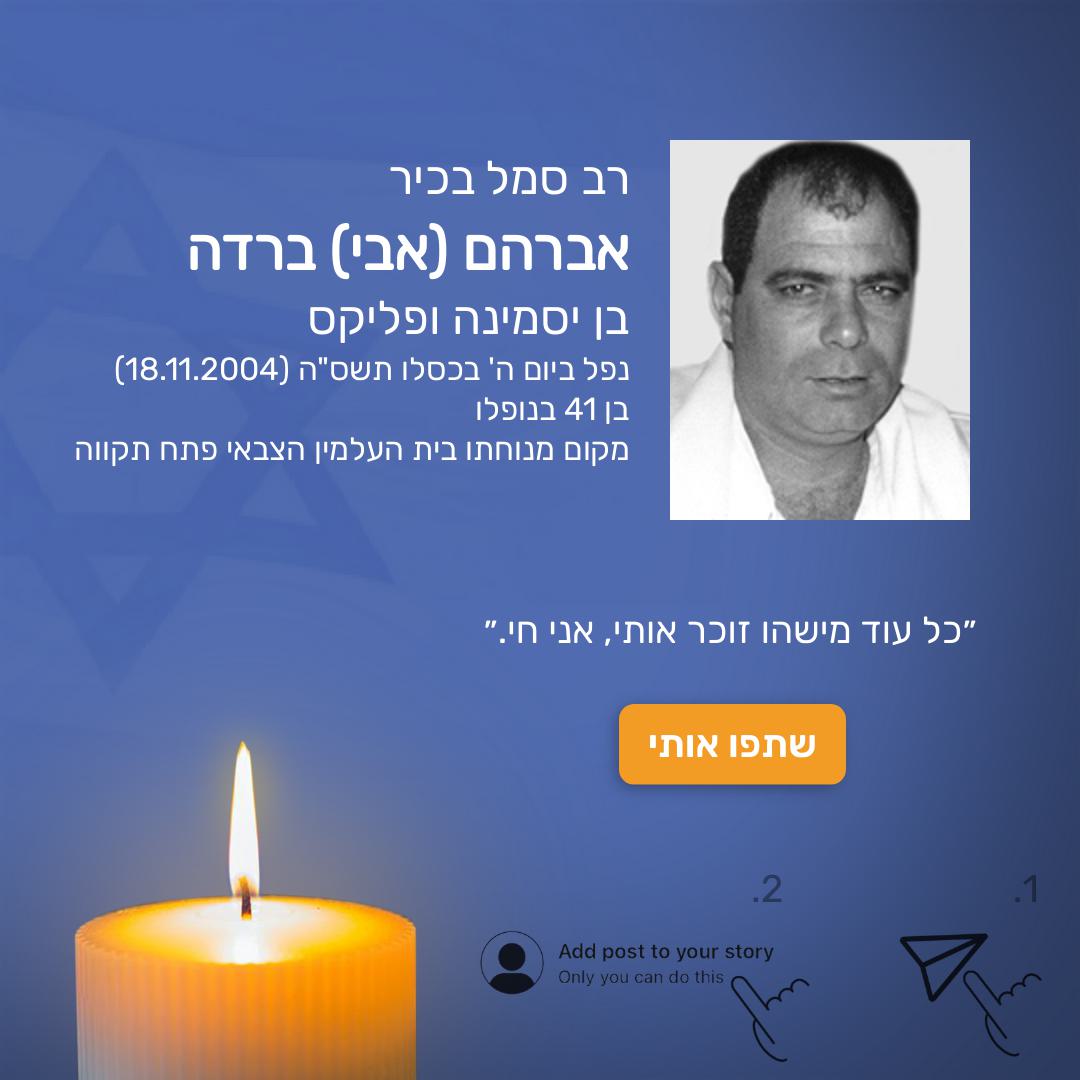 רב סמל בכיר
אברהם (אבי) ברדה
בן יסמינה ופליקס
נפל ביום ה' בכסלו תשס"ה (18.11.2004)
בן 41 בנופלו
מקום מנוחתו בית העלמין הצבאי פתח תקווה
״כל עוד מישהו זוכר אותי, אני חי.״
שתפו אותי
1.
2.
Add post to your story
Only you can do this